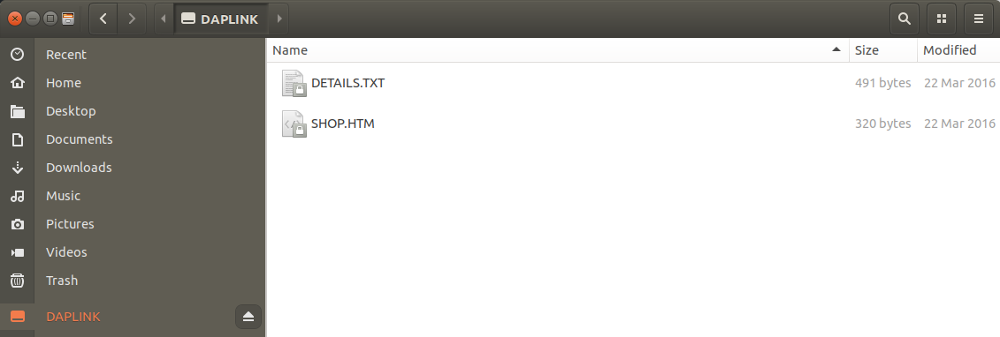 DAPLINK
Name Size Modified
Recent
Home
Desktop
Documents
Downloads
Music
Pictures
Videos
Trash
DAPLINK
DETAILS.TXT 491 bytes 22 Mar 2016
SHOP.HTM 320 bytes 22 Mar 2016